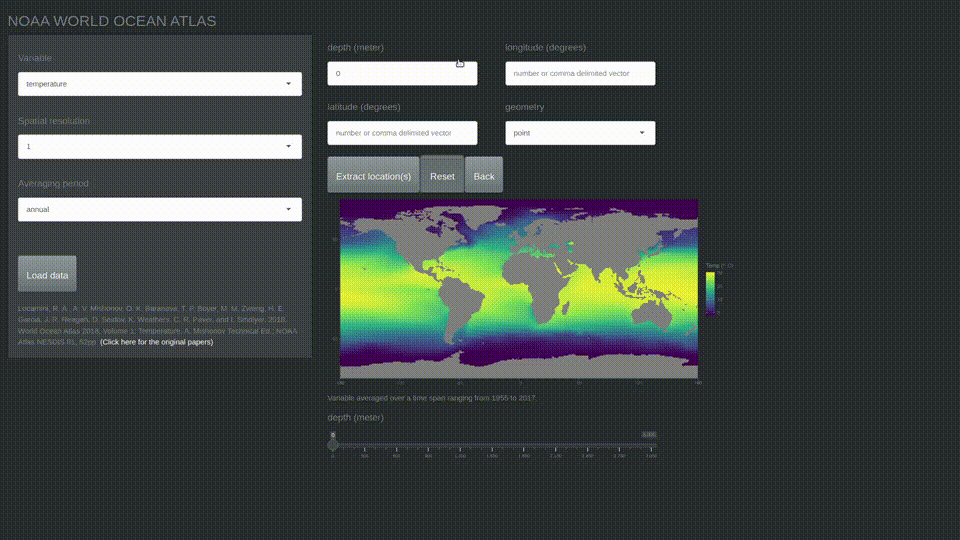 NOAA WORLD OCEAN ATLAS
Variable
temperature
Spatial resolution
1
Averaging period
annual
Load data
Locarnini, R. A., A. V. Mishonov, O. K. Baranova, T. P. Boyer, M. M. Zweng, H. E.
Garcia, J. R. Reagan, D. Seidov, K. Weathers, C. R. Paver, and I. Smolyar, 2018.
World Ocean Atlas 2018, Volume 1: Temperature. A. Mishonov Technical Ed.; NOAA
Atlas NESDIS 81, 52pp. (Click here for the original papers)
depth (meter)
longitude (degrees)
0
number or comma delimited vector
latitude (degrees)
geometry
number or comma delimited vector
point
Extract location(s)
Reset
Back
Variable averaged over a time span ranging from 1955 to 2017.
depth (meter)
0